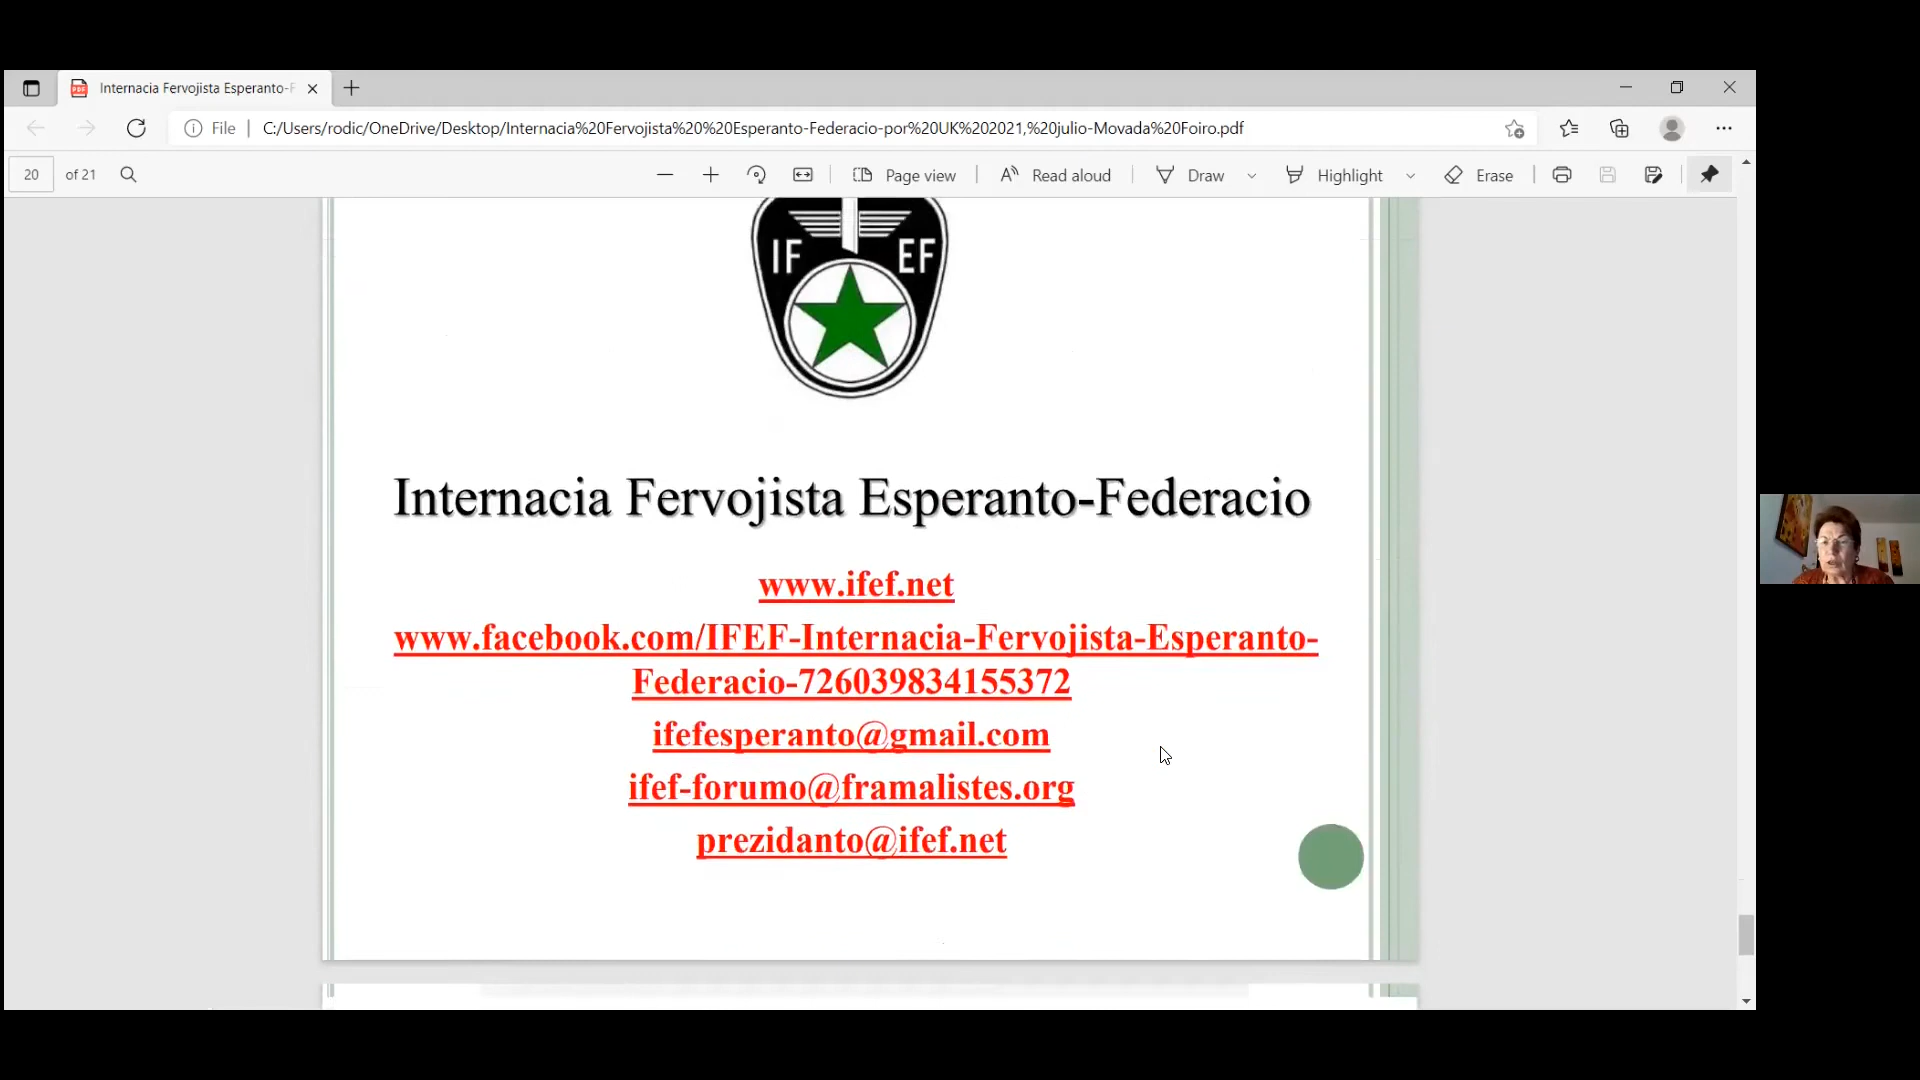 Internacia Fervojista Esperanto-F
File
C:/Users/rodic/OneDrive/Desktop/Internacia%20Fervojista%20%20Esperanto-Federacio-por%20UK%202021,%20julio-Movada%20Foiro.pdf
20 of 21
Page view
Read aloud
Draw
Highlight
Erase
IF EF
Internacia Fervojista Esperanto-Federacio
www.ifef.net
www.facebook.com/IFEF-Internacia-Fervojista-Esperanto-
Federacio-726039834155372
ifefesperanto@gmail.com
ifef-forumo@framalistes.org
prezidanto@ifef.net